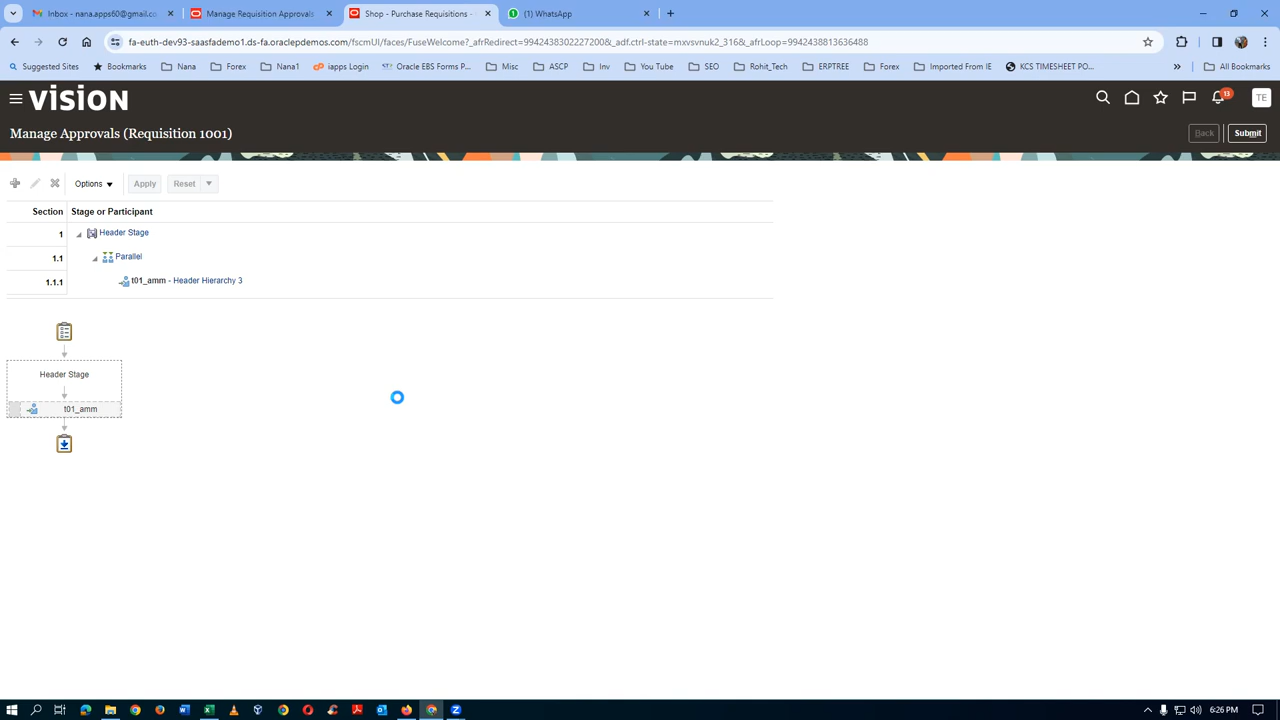 Inbox - nana.apps60@gmail.co
Manage Requisition Approvals
Shop - Purchase Requisitions -
(1) WhatsApp
fa-euth-dev93-saasfademo1.ds-fa.oraclepdemos.com/fscmUI/faces/FuseWelcome?_afrRedirect=99424383022272​00&_adf.ctrl-state=mxvsvnuk2_316&_afrLoop=9942438813636488
Suggested Sites
Bookmarks
Nana
Forex
Nana1
iapps Login
Oracle EBS Forms P...
Misc
ASCP
Inv
You Tube
SEO
Rohit_Tech
ERPTREE
Forex
Imported From IE
KCS TIMESHEET PO...
All Bookmarks
VISION
13
TE
Manage Approvals (Requisition 1001)
Back
Submit
Options
Apply
Reset
Section
Stage or Participant
1
Header Stage
1.1
Parallel
1.1.1
t01_amm - Header Hierarchy 3
Header Stage
t01_amm
6:26 PM